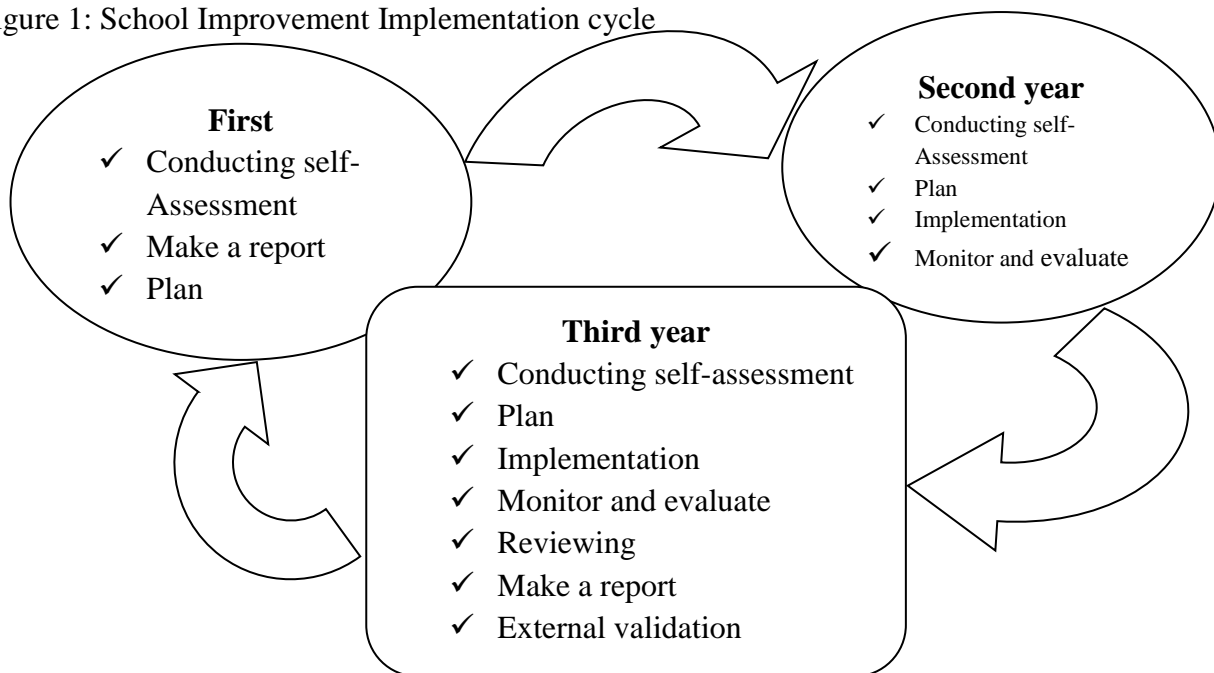 igure 1: School Improvement Implementation cycle
First
✓ Conducting self-
Assessment
✓ Make a report
✓ Plan
Second year
✓ Conducting self-
Assessment
✓ Plan
✓ Implementation
✓ Monitor and evaluate
Third year
✓ Conducting self-assessment
✓ Plan
✓ Implementation
✓ Monitor and evaluate
✓ Reviewing
✓ Make a report
✓ External validation